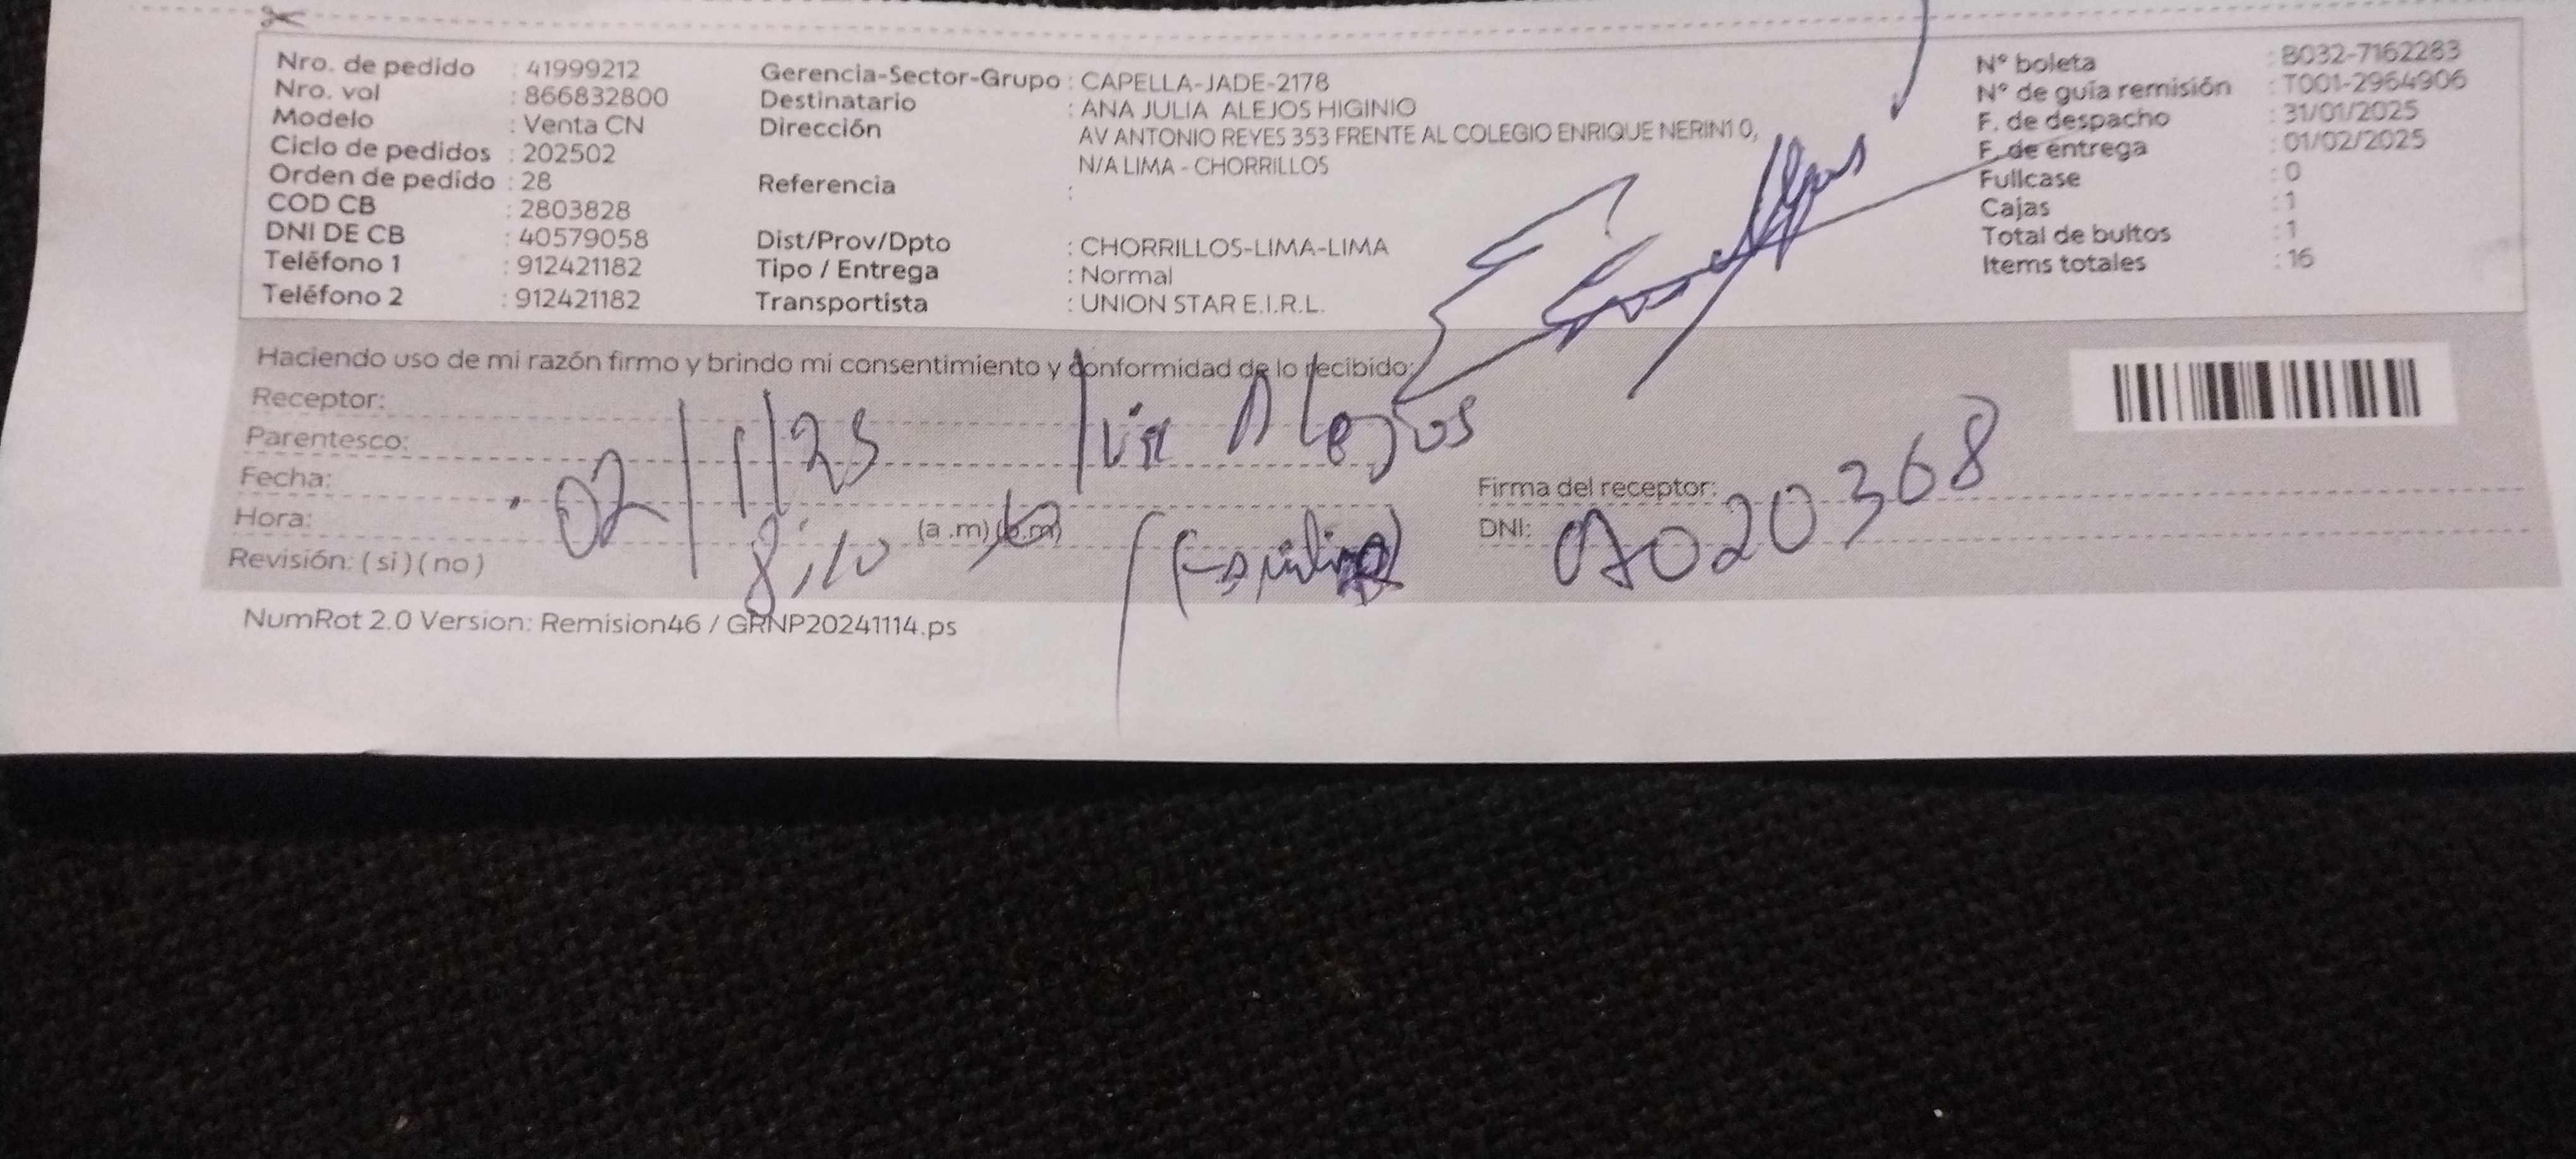 Nro. de pedido : 41999212
Nro. vol : 866832800
Modelo : Venta CN
Ciclo de pedidos : 202502
Orden de pedido : 28
COD CB : 2803828
DNI DE CB : 40579058
Teléfono 1 : 912421182
Teléfono 2 : 912421182
Gerencia-Sector-Grupo : CAPELLA-JADE-2178
Destinatario : ANA JULIA ALEJOS HIGINIO
Dirección AV ANTONIO REYES 353 FRENTE AL COLEGIO ENRIQUE NERIN1 0,
N/A LIMA - CHORRILLOS
Referencia :
Dist/Prov/Dpto : CHORRILLOS-LIMA-LIMA
Tipo / Entrega : Normal
Transportista : UNION STAR E.I.R.L.
N° boleta : B032-7162283
N° de guía remisión : T001-2964906
F. de despacho : 31/01/2025
F. de entrega : 01/02/2025
Fullcase : 0
Cajas : 1
Total de bultos : 1
Items totales : 16
Haciendo uso de mi razón firmo y brindo mi consentimiento y conformidad de lo recibido:
Receptor: Alejos
Parentesco:
Fecha: 02/1/25
Hora: 8:10 (a .m) (p.m)
Revisión: ( si ) ( no )
Firma del receptor:
DNI: 07020368
NumRot 2.0 Version: Remision46 / GRNP20241114.ps